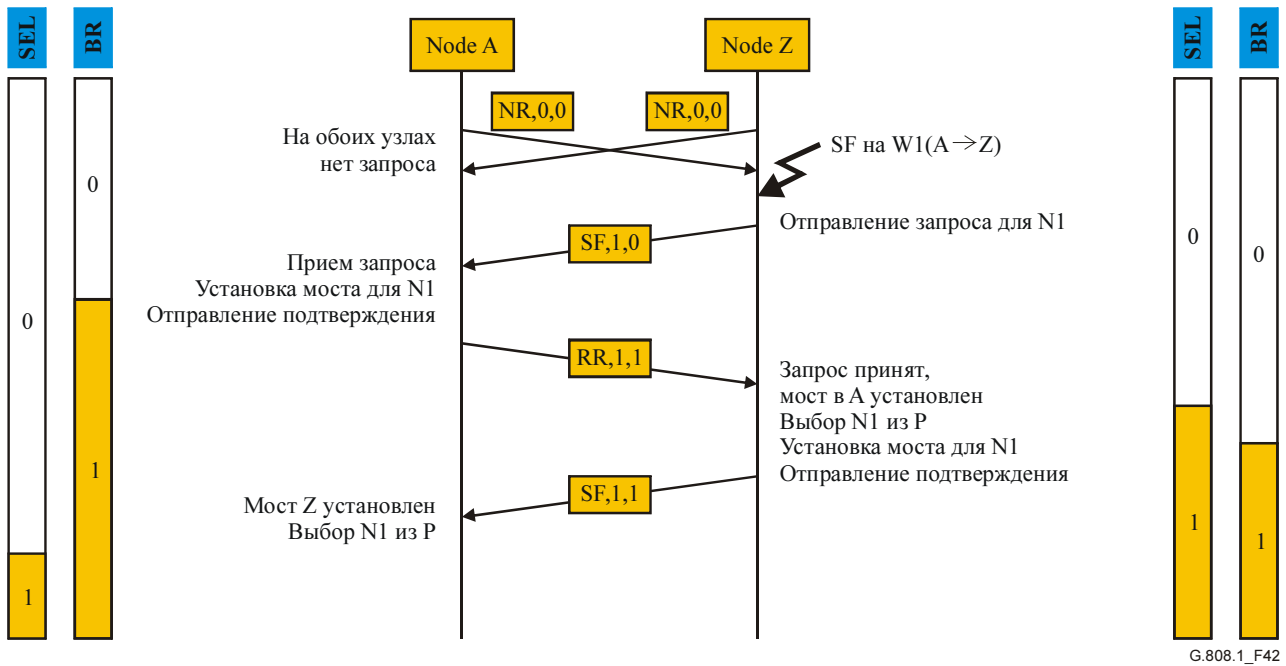 SEL
BR
Node A
Node Z
SEL
BR
NR,0,0
NR,0,0
На обоих узлах
нет запроса
SF на W1(A→Z)
0
Отправление запроса для N1
SF,1,0
0
0
Прием запроса
Установка моста для N1
Отправление подтверждения
0
RR,1,1
Запрос принят,
мост в A установлен
Выбор N1 из P
Установка моста для N1
Отправление подтверждения
1
SF,1,1
Мост Z установлен
Выбор N1 из P
1
1
1
G.808.1_F42